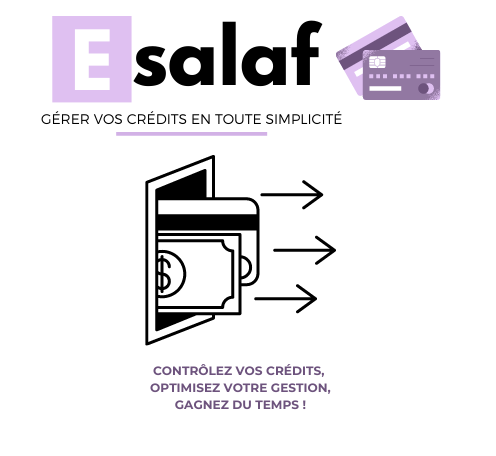 Esalaf
GÉRER VOS CRÉDITS EN TOUTE SIMPLICITÉ
$
CONTRÔLEZ VOS CRÉDITS,
OPTIMISEZ VOTRE GESTION,
GAGNEZ DU TEMPS !